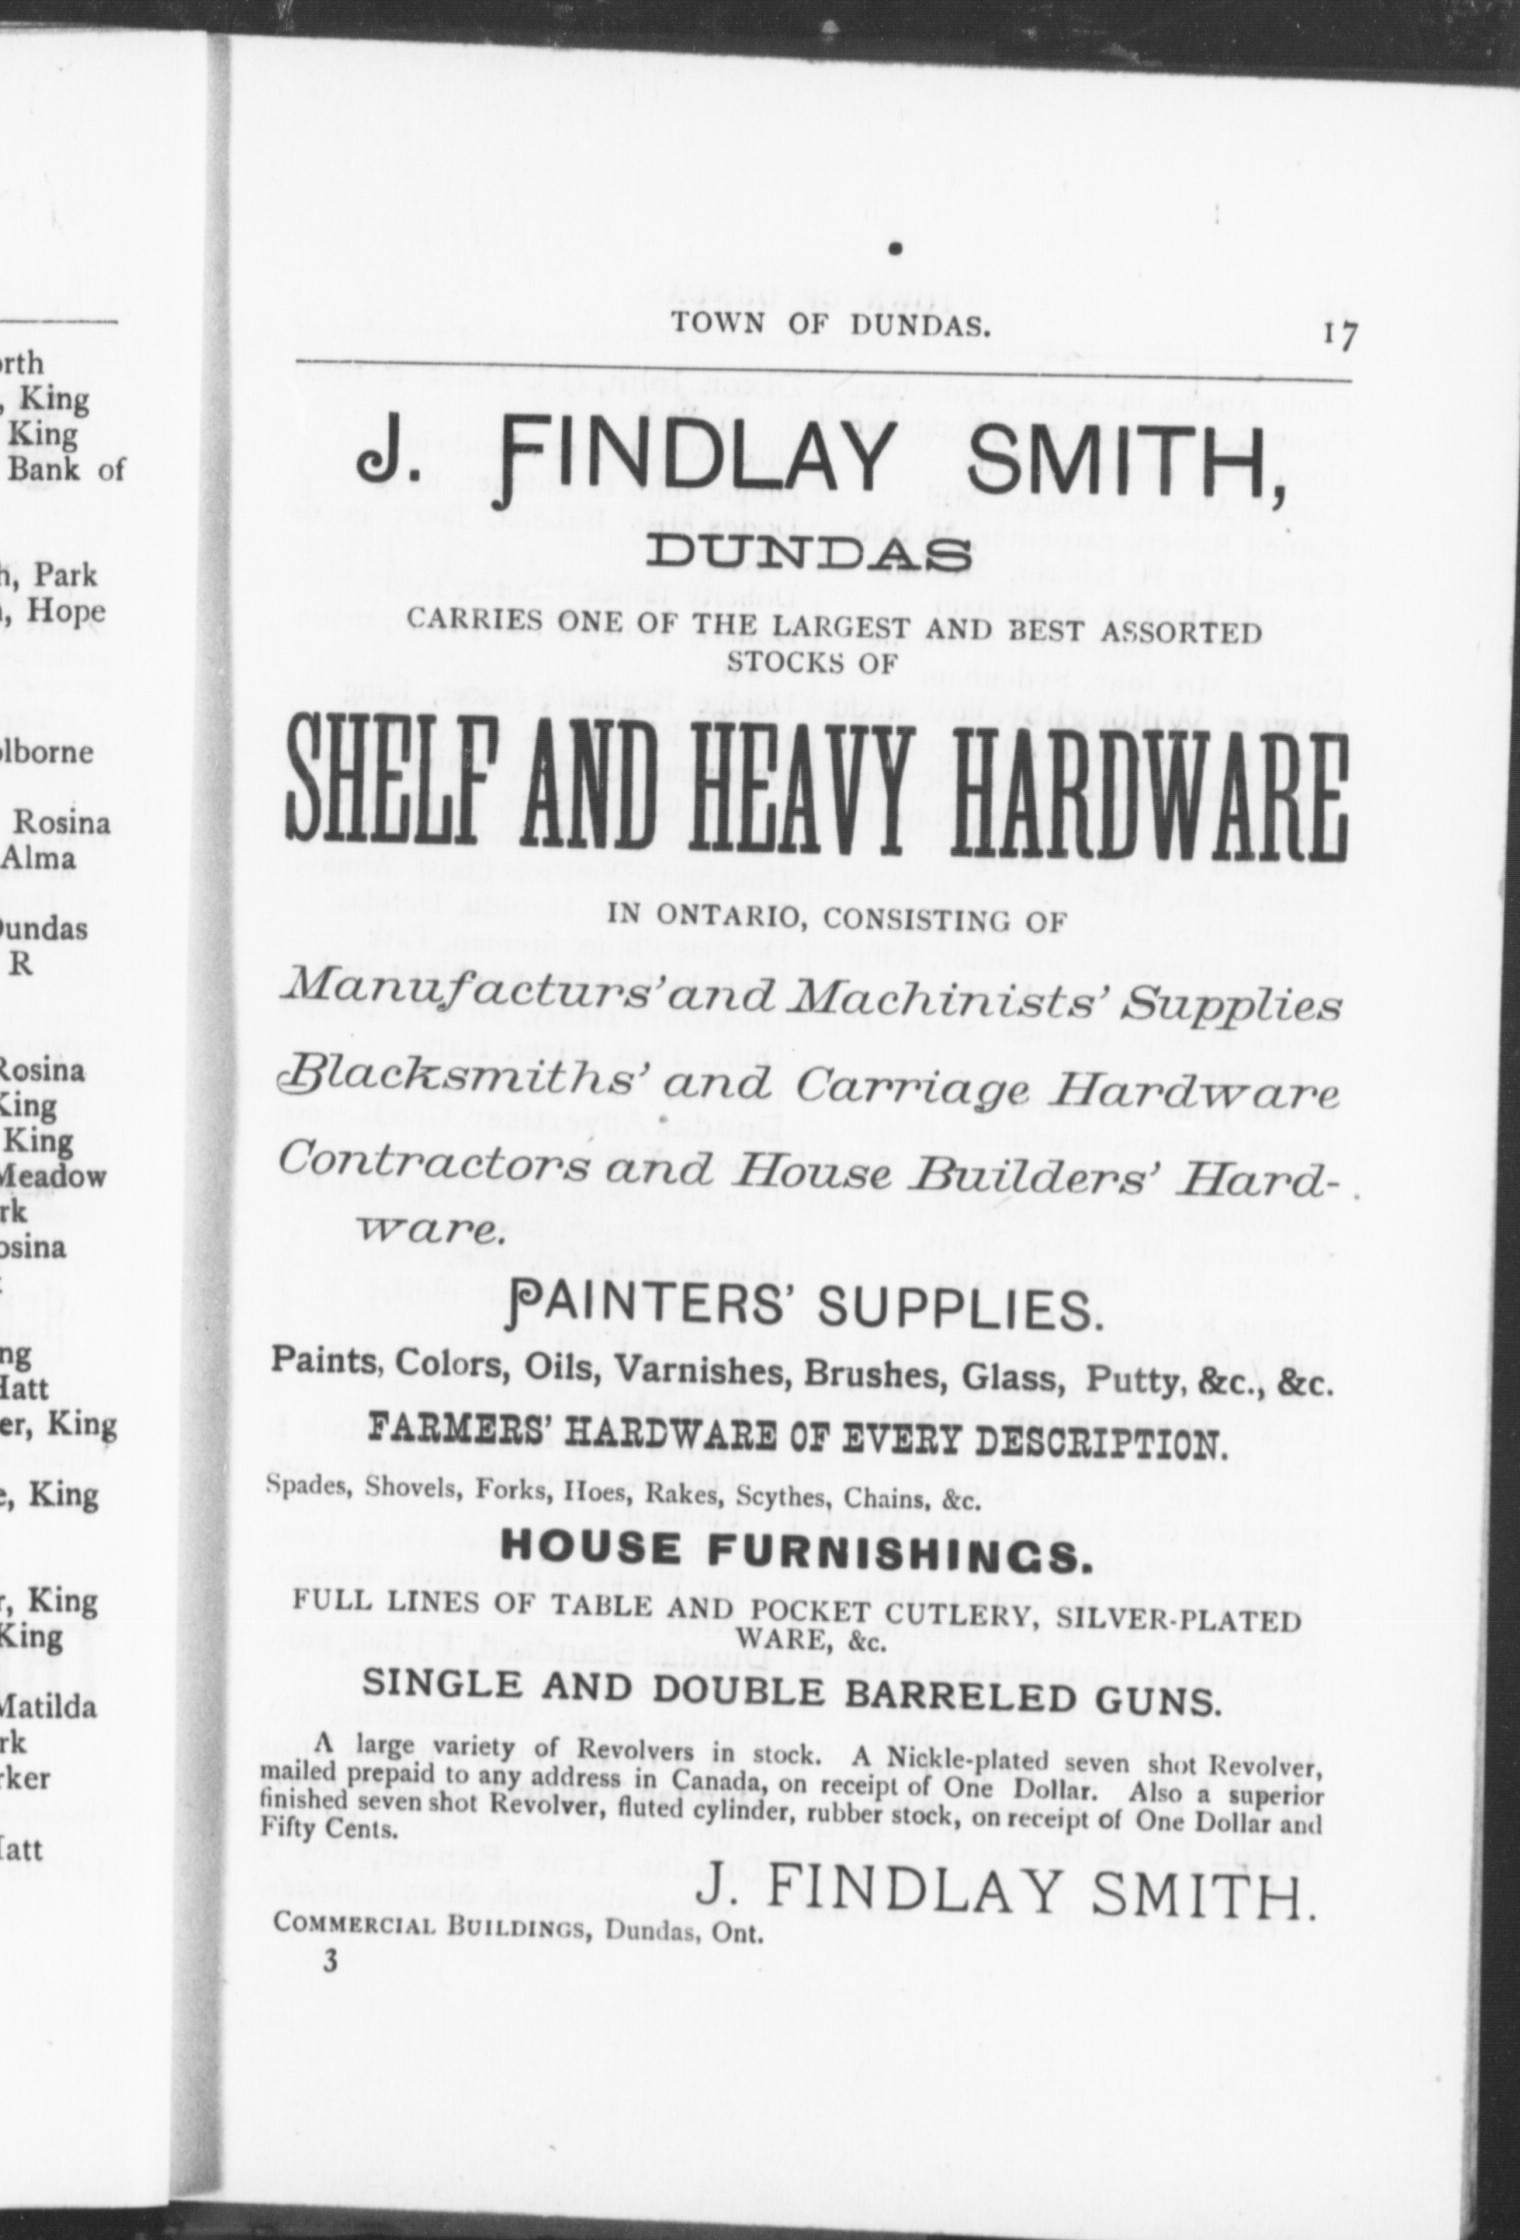 orth
, King
King
Bank of
h, Park
, Hope
olborne
Rosina
Alma
Dundas
R
Rosina
King
King
Meadow
rk
osina
ng
Hatt
er, King
e, King
r, King
King
Matilda
rk
rker
Hatt
TOWN OF DUNDAS. 17
J. FINDLAY SMITH,
DUNDAS
CARRIES ONE OF THE LARGEST AND BEST ASSORTED
STOCKS OF
SHELF AND HEAVY HARDWARE
IN ONTARIO, CONSISTING OF
Manufacturs' and Machinists' Supplies
Blacksmiths' and Carriage Hardware
Contractors' and House Builders' Hard-
ware.
PAINTERS' SUPPLIES.
Paints, Colors, Oils, Varnishes, Brushes, Glass, Putty, &c., &c.
FARMERS' HARDWARE OF EVERY DESCRIPTION.
Spades, Shovels, Forks, Hoes, Rakes, Scythes, Chains, &c.
HOUSE FURNISHINGS.
FULL LINES OF TABLE AND POCKET CUTLERY, SILVER-PLATED
WARE, &c.
SINGLE AND DOUBLE BARRELED GUNS.
A large variety of Revolvers in stock. A Nickle-plated seven shot Revolver,
mailed prepaid to any address in Canada, on receipt of One Dollar. Also a superior
finished seven shot Revolver, fluted cylinder, rubber stock, on receipt of One Dollar and
Fifty Cents.
J. FINDLAY SMITH.
COMMERCIAL BUILDINGS, Dundas, Ont.
3